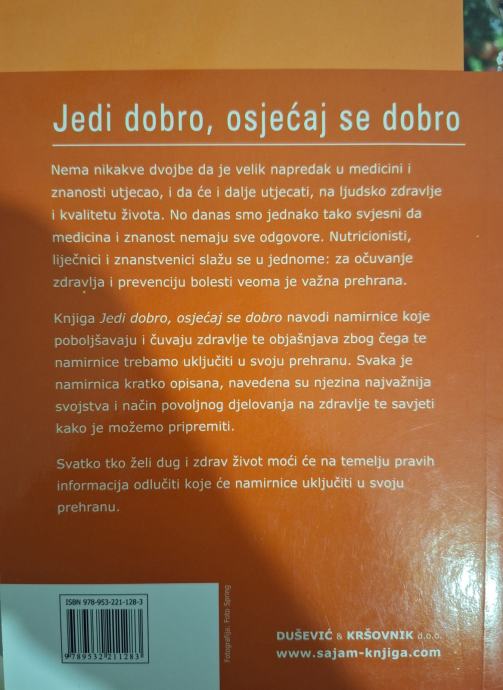 Jedi dobro, osjećaj se dobro
Nema nikakve dvojbe da je velik napredak u medicini i
znanosti utjecao, i da će i dalje utjecati, na ljudsko zdravlje
i kvalitetu života. No danas smo jednako tako svjesni da
medicina i znanost nemaju sve odgovore. Nutricionisti,
liječnici i znanstvenici slažu se u jednome: za očuvanje
zdravlja i prevenciju bolesti veoma je važna prehrana.
Knjiga Jedi dobro, osjećaj se dobro navodi namirnice koje
poboljšavaju i čuvaju zdravlje te objašnjava zbog čega te
namirnice trebamo uključiti u svoju prehranu. Svaka je
namirnica kratko opisana, navedena su njezina najvažnija
svojstva i način povoljnog djelovanja na zdravlje te savjeti
kako je možemo pripremiti.
Svatko tko želi dug i zdrav život moći će na temelju pravih
informacija odlučiti koje će namirnice uključiti u svoju
prehranu.
ISBN 978-953-221-128-3
9 789532 211283
Fotografija: Foto Spring
DUŠEVIĆ & KRŠOVNIK d.o.o.
www.sajam-knjiga.com